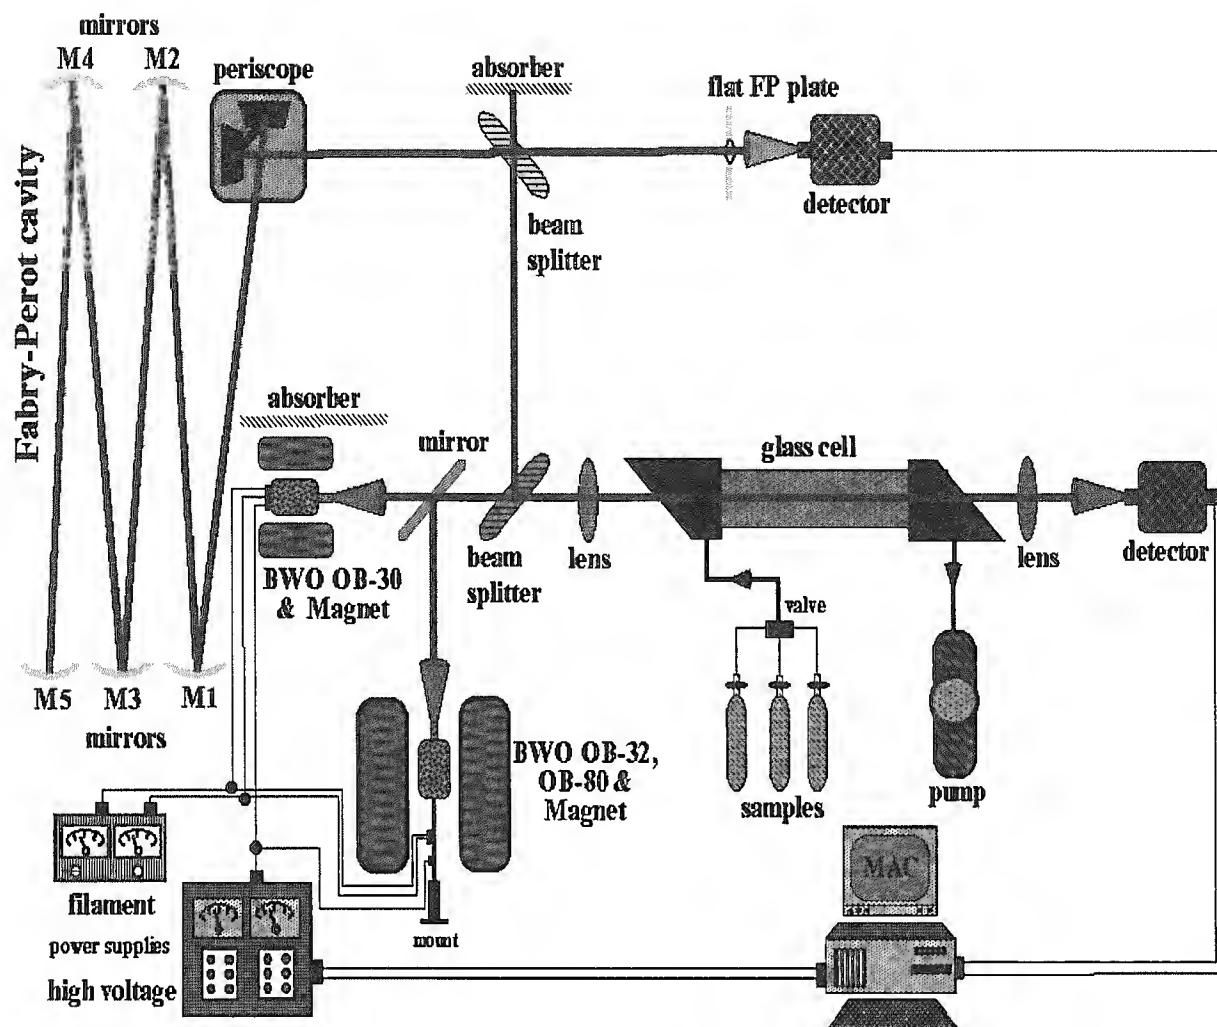 mirrors
M4 M2
periscope
absorber
flat FP plate
detector
beam
splitter
Fabry-Perot cavity
absorber
mirror
glass cell
BWO OB-30
& Magnet
beam
splitter
lens
lens
detector
valve
M5 M3 M1
mirrors
BWO OB-32,
OB-80 &
Magnet
samples
pump
MAC
filament
power supplies
high voltage
mount